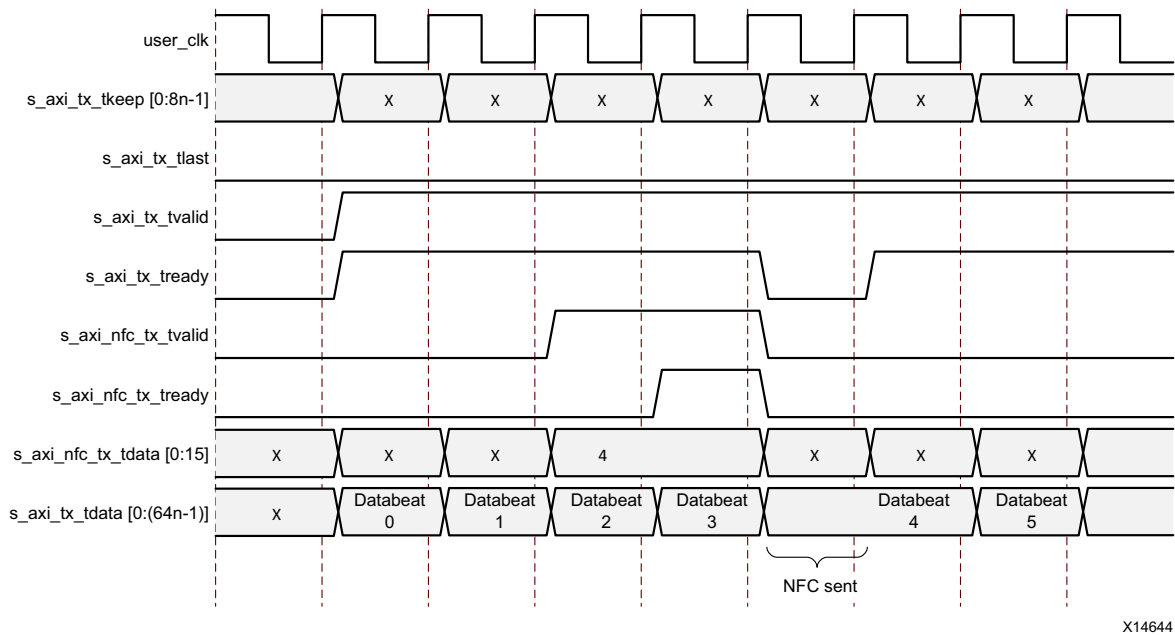 user_clk
s_axi_tx_tkeep [0:8n-1] X X X X X X X
s_axi_tx_tlast
s_axi_tx_tvalid
s_axi_tx_tready
s_axi_nfc_tx_tvalid
s_axi_nfc_tx_tready
s_axi_nfc_tx_tdata [0:15] X X X 4 X X X
s_axi_tx_tdata [0:(64n-1)] X Databeat 0 Databeat 1 Databeat 2 Databeat 3 Databeat 4 Databeat 5
NFC sent
X14644